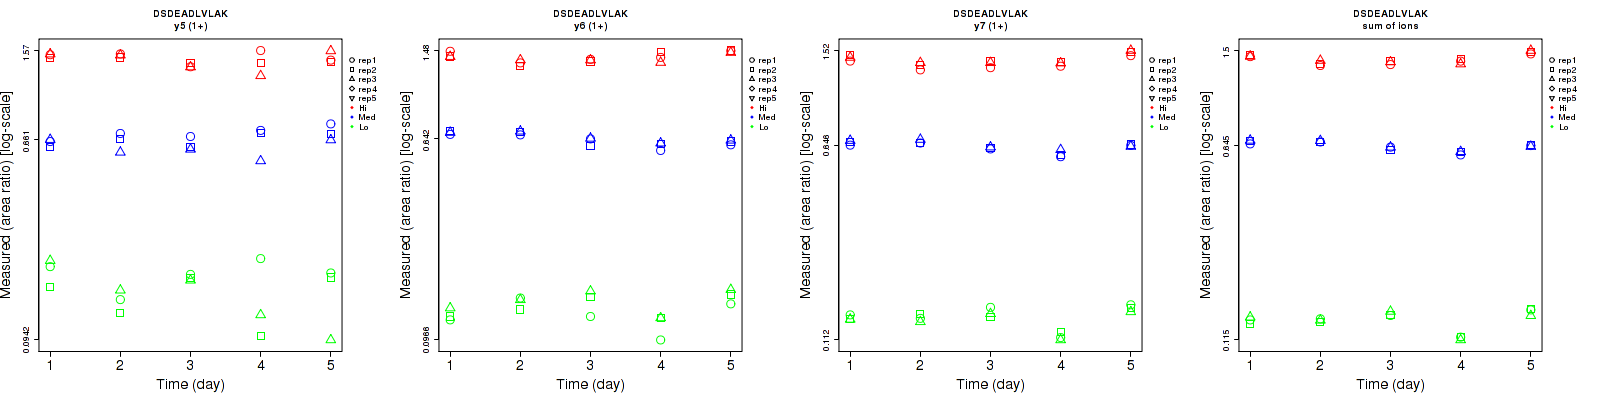 DSDEADLVLAK
y5 (1+)
Measured (area ratio) [log-scale]
1.57
0.661
0.0942
1 2 3 4 5
Time (day)
rep1
rep2
rep3
rep4
rep5
Hi
Med
Lo
DSDEADLVLAK
y6 (1+)
Measured (area ratio) [log-scale]
1.48
0.642
0.0966
1 2 3 4 5
Time (day)
rep1
rep2
rep3
rep4
rep5
Hi
Med
Lo
DSDEADLVLAK
y7 (1+)
Measured (area ratio) [log-scale]
1.52
0.646
0.112
1 2 3 4 5
Time (day)
rep1
rep2
rep3
rep4
rep5
Hi
Med
Lo
DSDEADLVLAK
sum of ions
Measured (area ratio) [log-scale]
1.5
0.645
0.115
1 2 3 4 5
Time (day)
rep1
rep2
rep3
rep4
rep5
Hi
Med
Lo